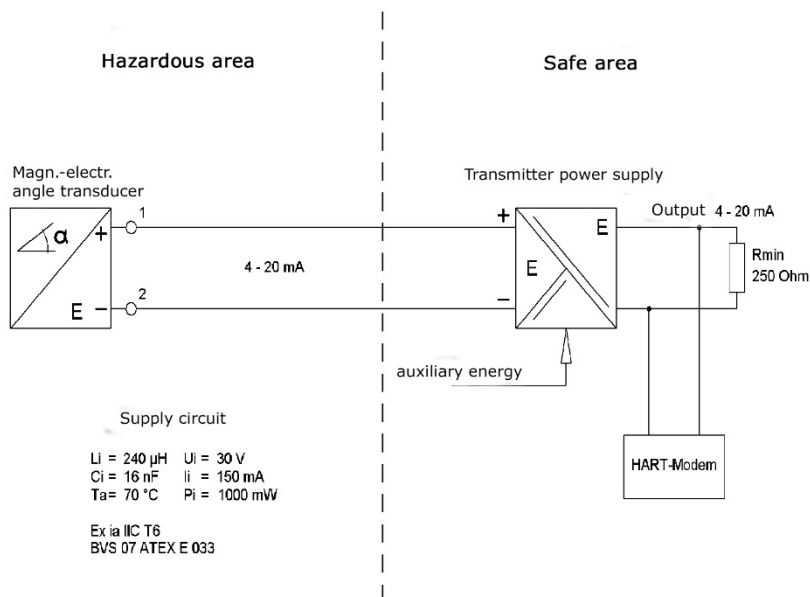 Hazardous area
Safe area
Magn.-electr.
angle transducer
Transmitter power supply
1
+
α
E
−
2
4 - 20 mA
+
−
E
E
Output 4 - 20 mA
Rmin
250 Ohm
auxiliary energy
HART-Modem
Supply circuit
Li = 240 µH Ui = 30 V
Ci = 16 nF Ii = 150 mA
Ta= 70 °C Pi = 1000 mW
Ex ia IIC T6
BVS 07 ATEX E 033